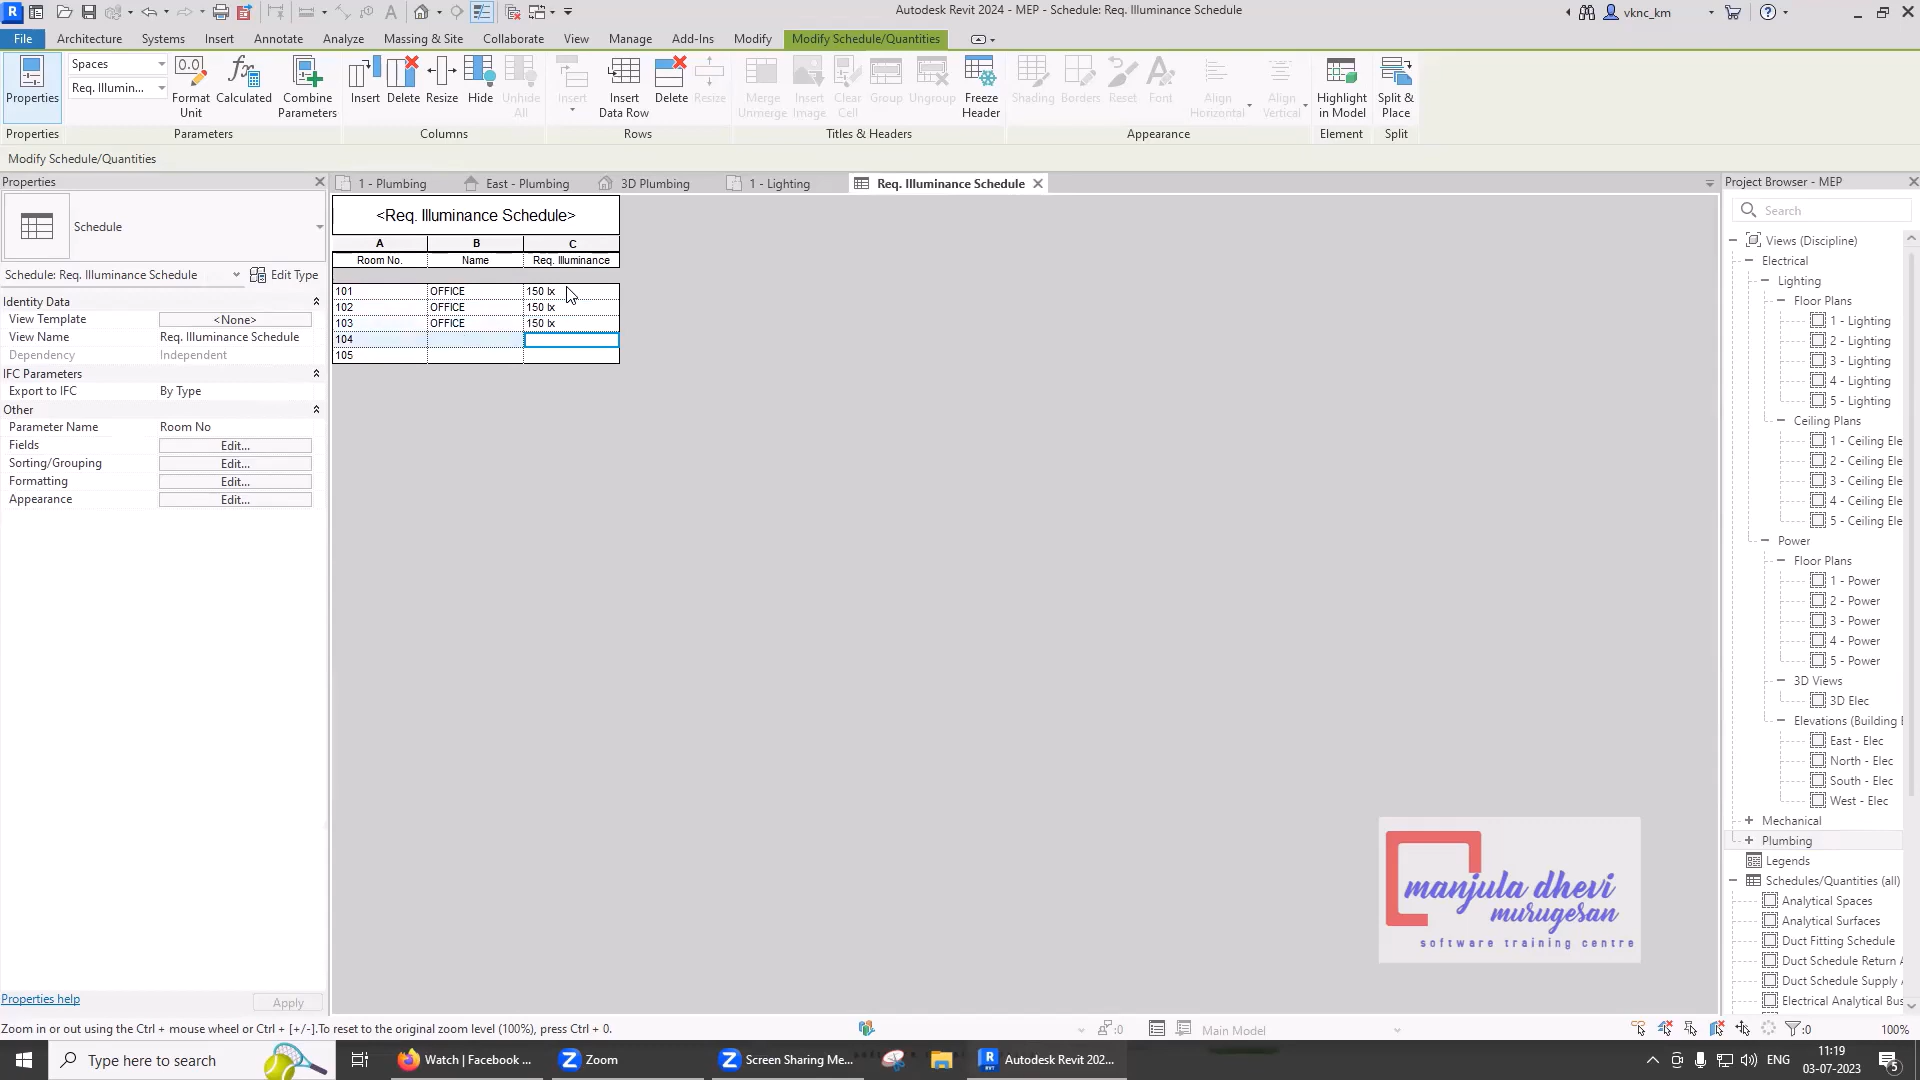 Autodesk Revit 2024 - MEP - Schedule: Req. Illuminance Schedule
vknc_km
File Architecture Systems Insert Annotate Analyze Massing & Site Collaborate View Manage Add-Ins Modify Modify Schedule/Quantities
Spaces
Req. Illumin...
Properties
Format Unit
Calculated
Combine Parameters
Insert
Delete
Resize
Hide
Unhide All
Insert
Insert Data Row
Delete
Resize
Merge Unmerge
Insert Image
Clear Cell
Group
Ungroup
Freeze Header
Shading
Borders
Reset
Font
Align Horizontal
Align Vertical
Highlight in Model
Split & Place
Properties Parameters Columns Rows Titles & Headers Appearance Element Split
Modify Schedule/Quantities
Properties
Schedule
Schedule: Req. Illuminance Schedule
Edit Type
Identity Data
View Template <None>
View Name Req. Illuminance Schedule
Dependency Independent
IFC Parameters
Export to IFC By Type
Other
Parameter Name Room No
Fields Edit...
Sorting/Grouping Edit...
Formatting Edit...
Appearance Edit...
Properties help
Apply
1 - Plumbing
East - Plumbing
3D Plumbing
1 - Lighting
Req. Illuminance Schedule
<Req. Illuminance Schedule>
A B C
Room No. Name Req. Illuminance
101 OFFICE 150 lx
102 OFFICE 150 lx
103 OFFICE 150 lx
104
105
manjula dhevi
murugesan
software training centre
Project Browser - MEP
Search
Views (Discipline)
Electrical
Lighting
Floor Plans
1 - Lighting
2 - Lighting
3 - Lighting
4 - Lighting
5 - Lighting
Ceiling Plans
1 - Ceiling Ele
2 - Ceiling Ele
3 - Ceiling Ele
4 - Ceiling Ele
5 - Ceiling Ele
Power
Floor Plans
1 - Power
2 - Power
3 - Power
4 - Power
5 - Power
3D Views
3D Elec
Elevations (Building E
East - Elec
North - Elec
South - Elec
West - Elec
Mechanical
Plumbing
Legends
Schedules/Quantities (all)
Analytical Spaces
Analytical Surfaces
Duct Fitting Schedule
Duct Schedule Return A
Duct Schedule Supply A
Electrical Analytical Bus
Zoom in or out using the Ctrl + mouse wheel or Ctrl + [+/-].To reset to the original zoom level (100%), press Ctrl + 0.
:0
Main Model
:0
100%
Type here to search
Watch | Facebook ...
Zoom
Screen Sharing Me...
Autodesk Revit 202...
ENG
11:19
03-07-2023
5